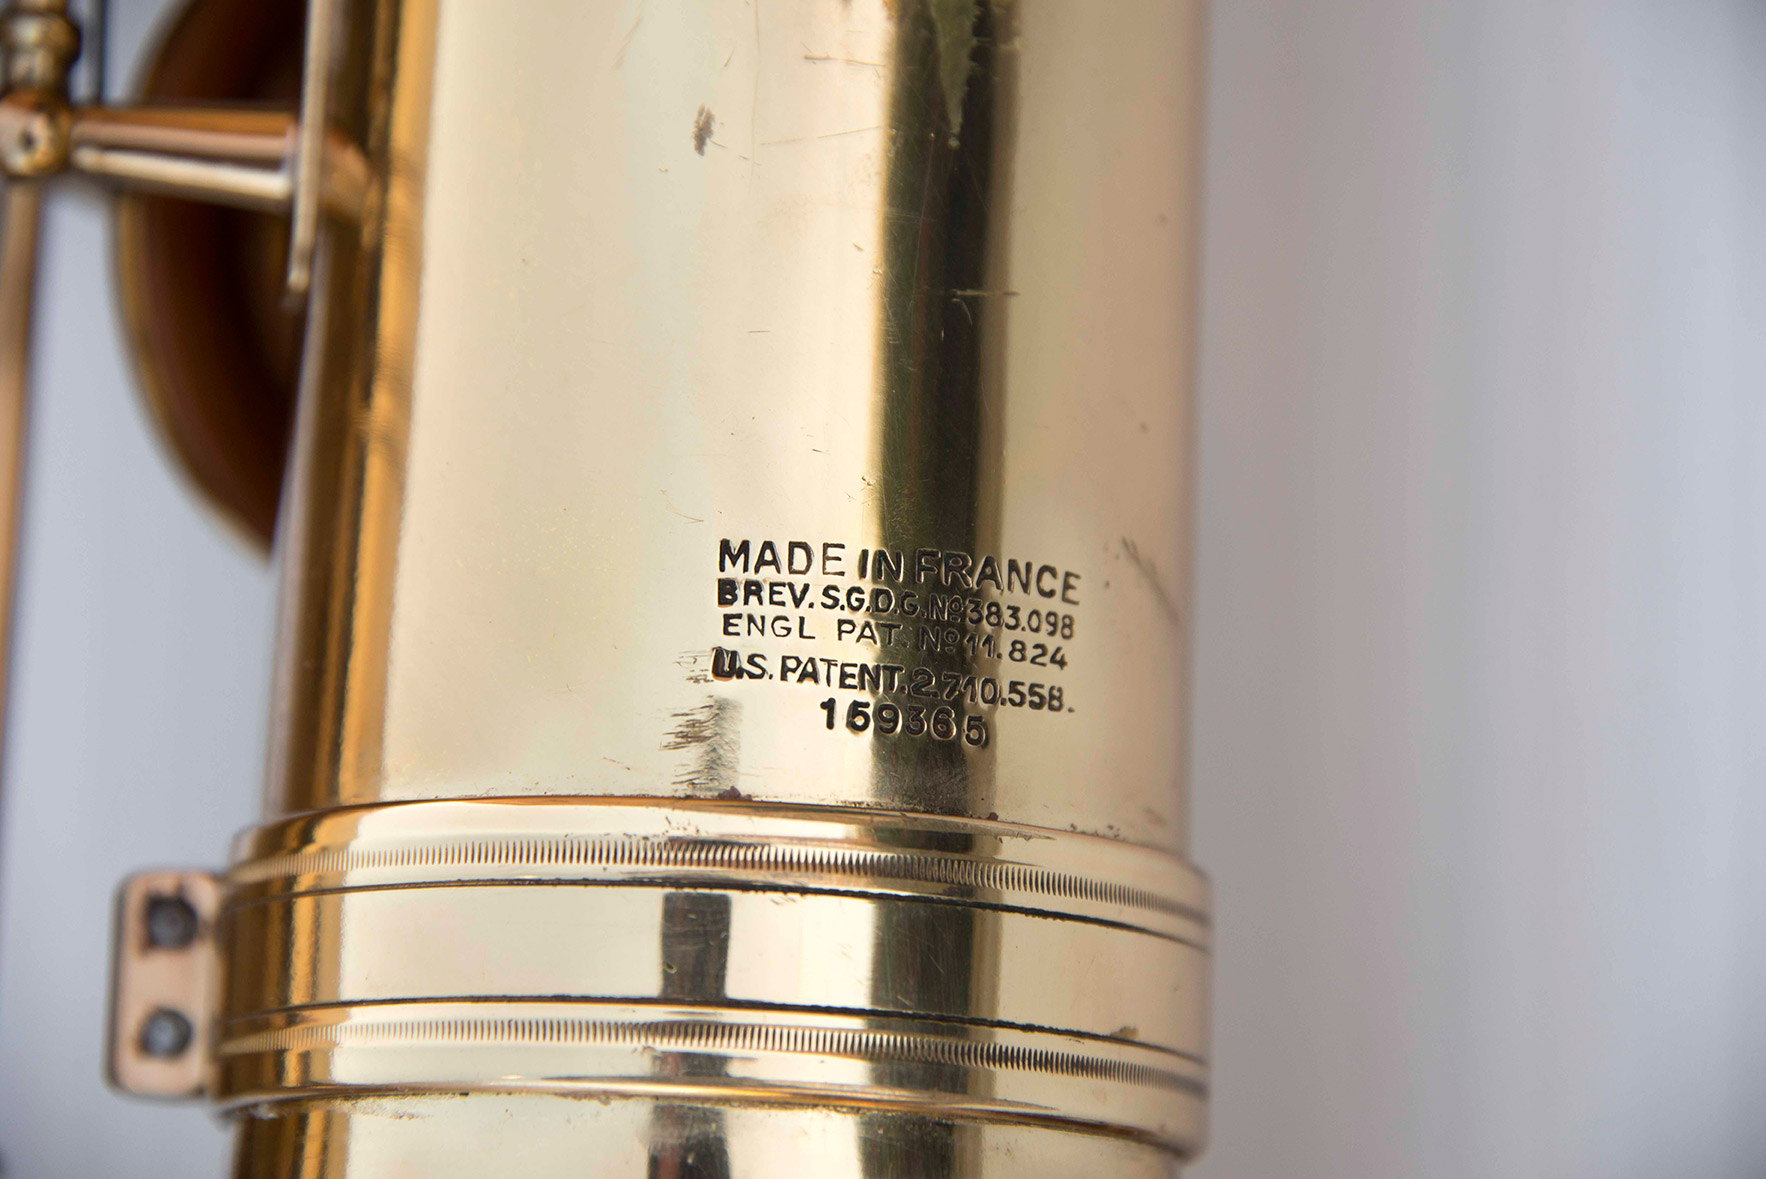 MADE IN FRANCE
BREV. S.G.D.G. Nº 383.098
ENGL PAT. Nº 11.824
U.S. PATENT. 2.710.558.
159365